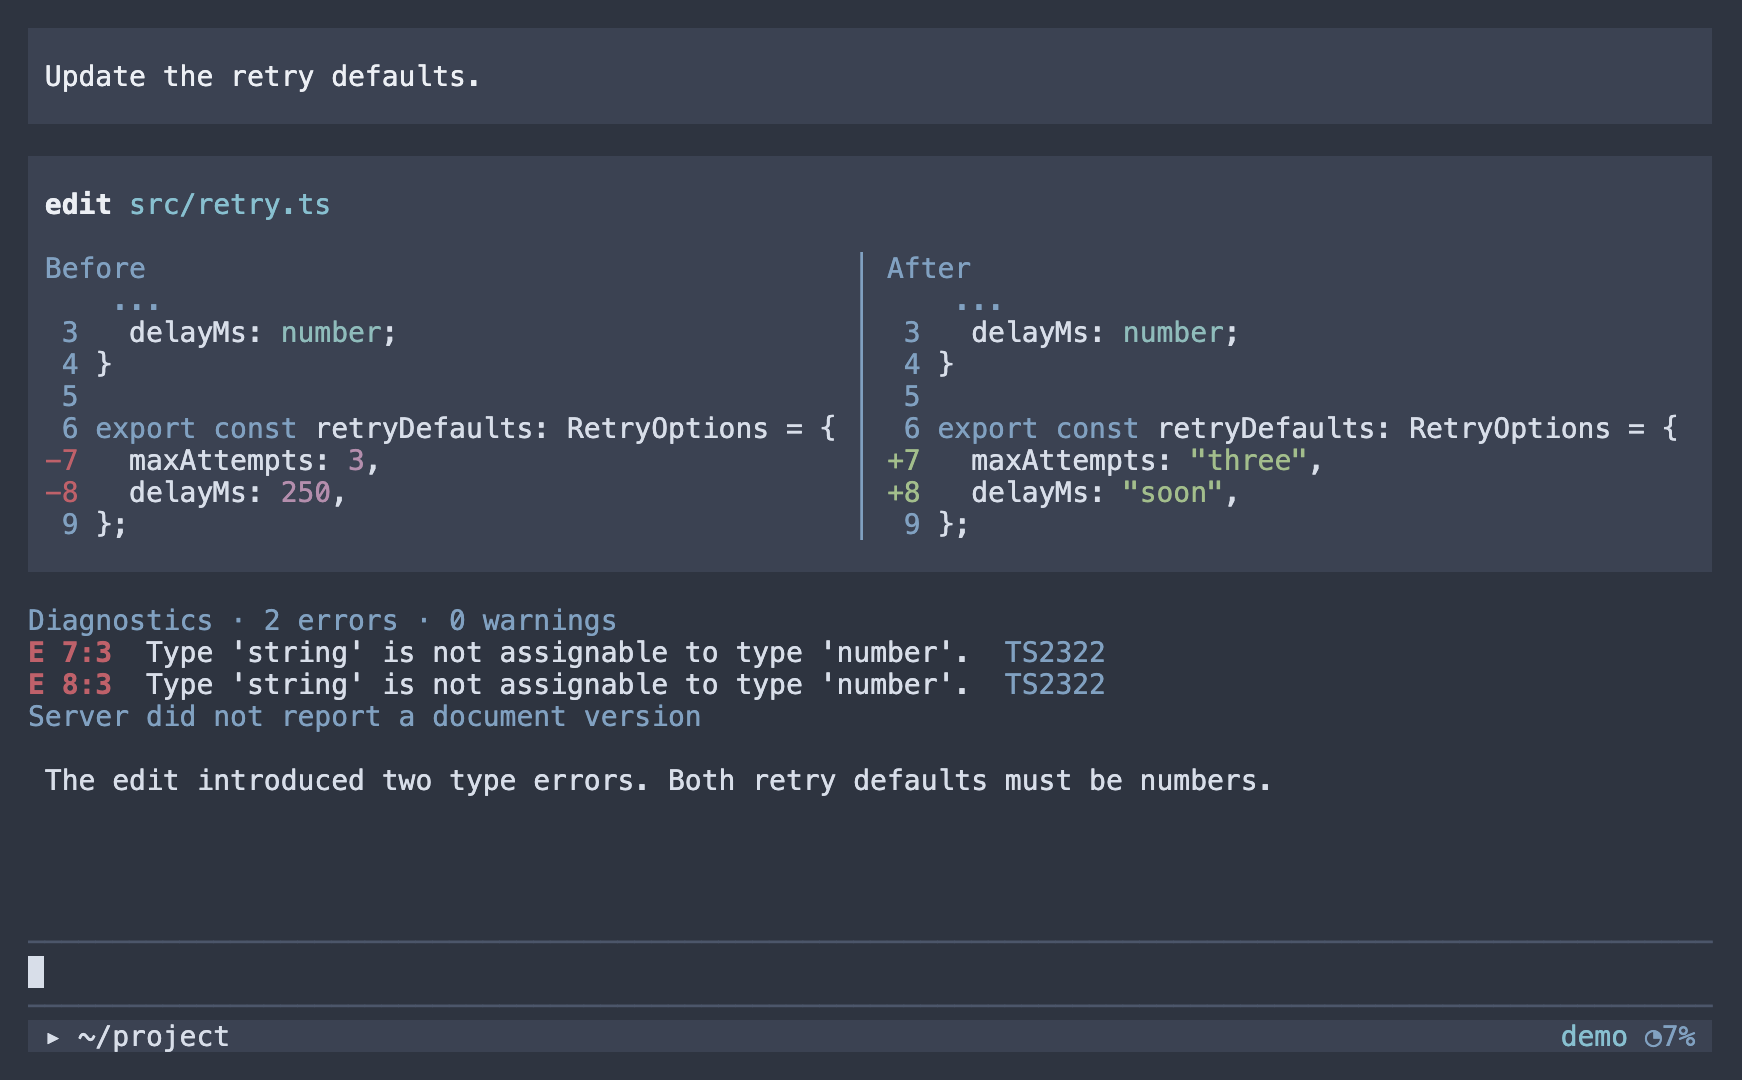 Update the retry defaults.
edit src/retry.ts
Before
...
3   delayMs: number;
4 }
5
6 export const retryDefaults: RetryOptions = {
-7   maxAttempts: 3,
-8   delayMs: 250,
9 };
After
...
3   delayMs: number;
4 }
5
6 export const retryDefaults: RetryOptions = {
+7   maxAttempts: "three",
+8   delayMs: "soon",
9 };
Diagnostics · 2 errors · 0 warnings
E 7:3  Type 'string' is not assignable to type 'number'.  TS2322
E 8:3  Type 'string' is not assignable to type 'number'.  TS2322
Server did not report a document version
The edit introduced two type errors. Both retry defaults must be numbers.
▸ ~/project
demo ◔7%